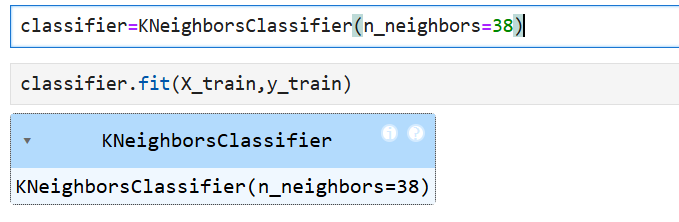 classifier=KNeighborsClassifier(n_neighbors=38)
classifier.fit(X_train,y_train)
▾ KNeighborsClassifier i ?
KNeighborsClassifier(n_neighbors=38)